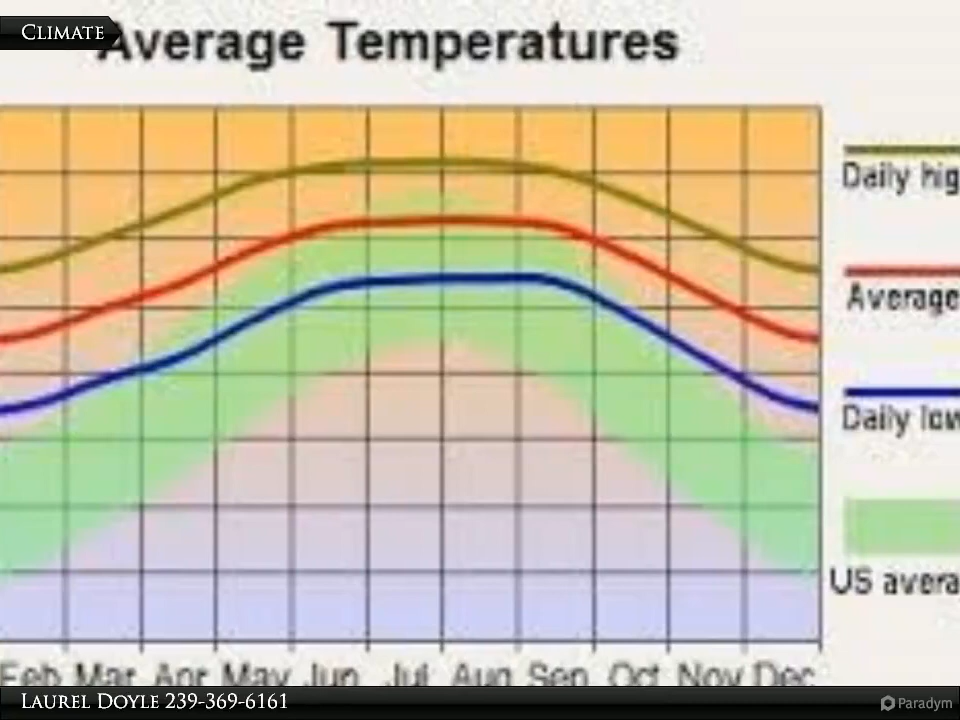 CLIMATE
Average Temperatures
Daily hig
Average
Daily low
US avera
Feb Mar Apr May Jun Jul Aug Sep Oct Nov Dec
LAUREL DOYLE 239-369-6161
Paradym